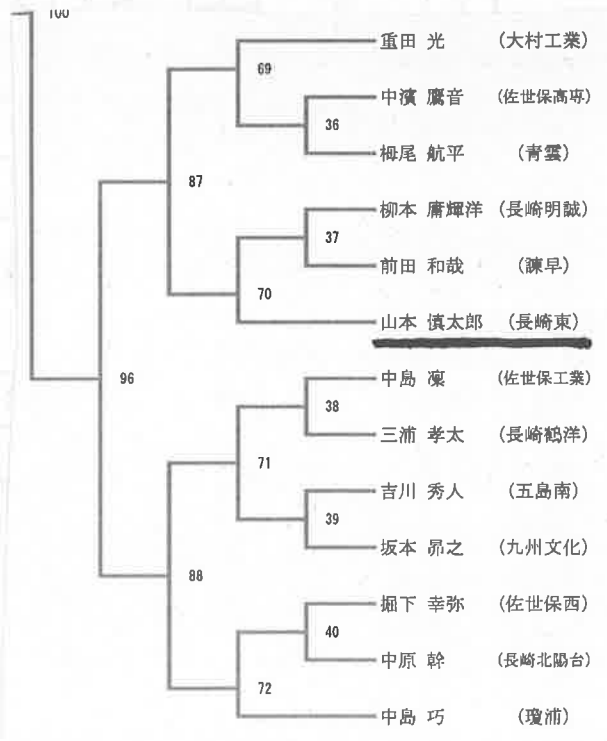 100
重田 光 (大村工業)
69
中濱 鷹音 (佐世保高専)
36
栂尾 航平 (青雲)
87
柳本 庸輝洋 (長崎明誠)
37
前田 和哉 (諫早)
70
山本 慎太郎 (長崎東)
96
中島 凜 (佐世保工業)
38
三浦 孝太 (長崎鶴洋)
71
吉川 秀人 (五島南)
39
坂本 昴之 (九州文化)
88
堀下 幸弥 (佐世保西)
40
中原 幹 (長崎北陽台)
72
中島 巧 (瓊浦)